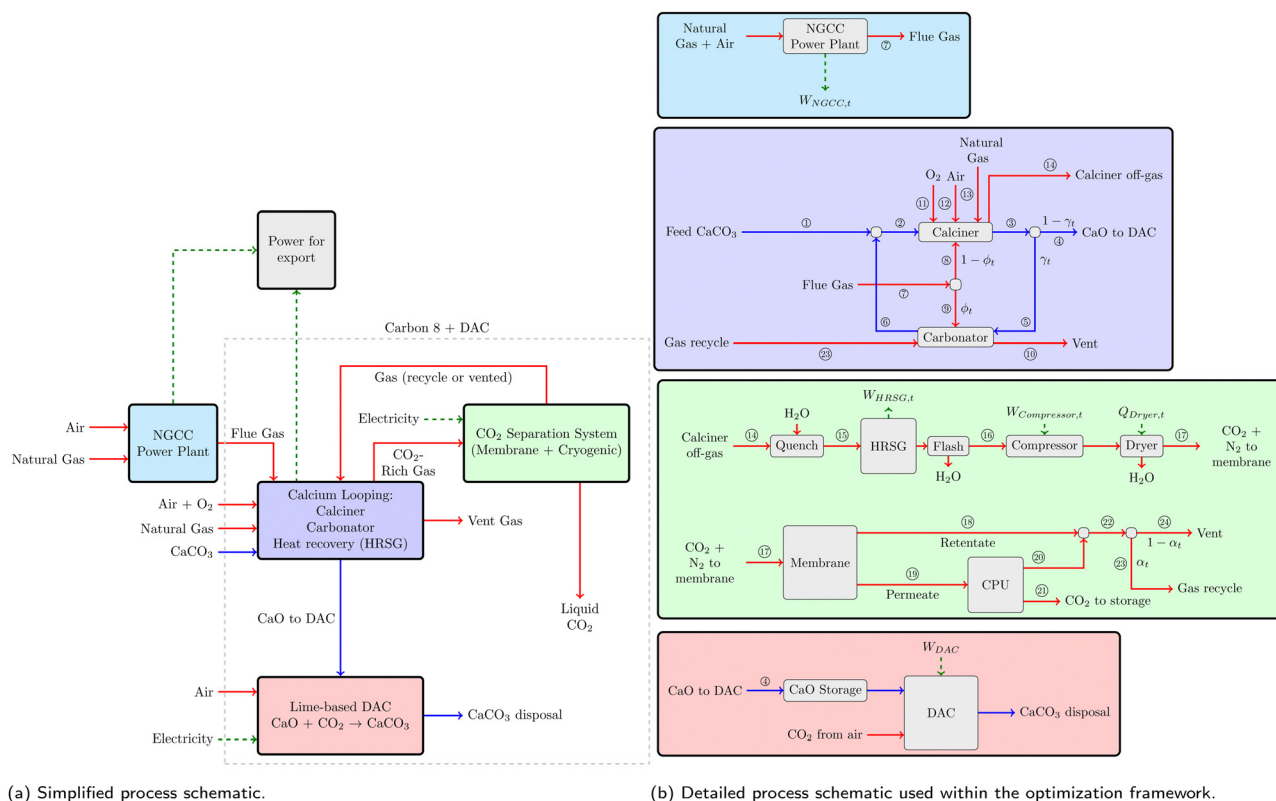 Power for
export
Carbon 8 + DAC
Gas (recycle or vented)
Electricity
Air
NGCC
Power Plant
Flue Gas
CO₂ Separation System
(Membrane + Cryogenic)
Natural Gas
CO₂-
Rich Gas
Air + O₂
Natural Gas
CaCO₃
Calcium Looping:
Calciner
Carbonator
Heat recovery (HRSG)
Vent Gas
Liquid
CO₂
CaO to DAC
Air
Electricity
Lime-based DAC
CaO + CO₂ → CaCO₃
CaCO₃ disposal
(a) Simplified process schematic.
Natural
Gas + Air
NGCC
Power Plant
⑦
Flue Gas
W_NGCC,t
Natural
Gas
O₂ Air
⑪ ⑫ ⑬
⑭
Calciner off-gas
Feed CaCO₃
①
②
Calciner
③
1 − γₜ
④
CaO to DAC
⑧
1 − ϕₜ
γₜ
Flue Gas
⑦
⑨
ϕₜ
⑥
⑤
Gas recycle
㉓
Carbonator
⑩
Vent
W_HRSG,t
H₂O
W_Compressor,t
Q_Dryer,t
Calciner
off-gas
⑭
Quench
⑮
HRSG
Flash
⑯
Compressor
Dryer
⑰
CO₂ +
N₂ to
membrane
H₂O
H₂O
CO₂ +
N₂ to
membrane
⑰
Membrane
⑱
Retentate
㉒
㉔
1 − αₜ
Vent
⑲
Permeate
CPU
⑳
㉑
CO₂ to storage
㉓
αₜ
Gas recycle
W_DAC
CaO to DAC
④
CaO Storage
DAC
CaCO₃ disposal
CO₂ from air
(b) Detailed process schematic used within the optimization framework.